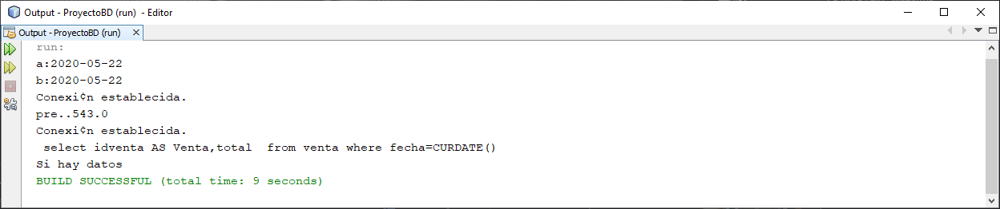 Output - ProyectoBD (run) - Editor
Output - ProyectoBD (run)
run:
a:2020-05-22
b:2020-05-22
Conexi¢n establecida.
pre..543.0
Conexi¢n establecida.
select idventa AS Venta,total  from venta where fecha=CURDATE()
Si hay datos
BUILD SUCCESSFUL (total time: 9 seconds)